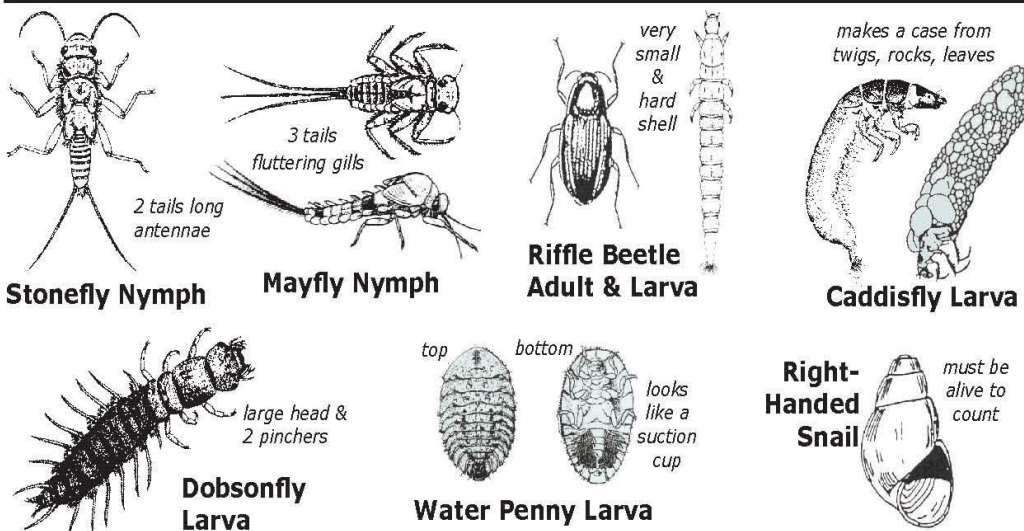 2 tails long
antennae
Stonefly Nymph
3 tails
fluttering gills
Mayfly Nymph
very
small
&
hard
shell
Riffle Beetle
Adult & Larva
makes a case from
twigs, rocks, leaves
Caddisfly Larva
large head &
2 pinchers
Dobsonfly
Larva
top
bottom
looks
like a
suction
cup
Water Penny Larva
Right-
Handed
Snail
must be
alive to
count